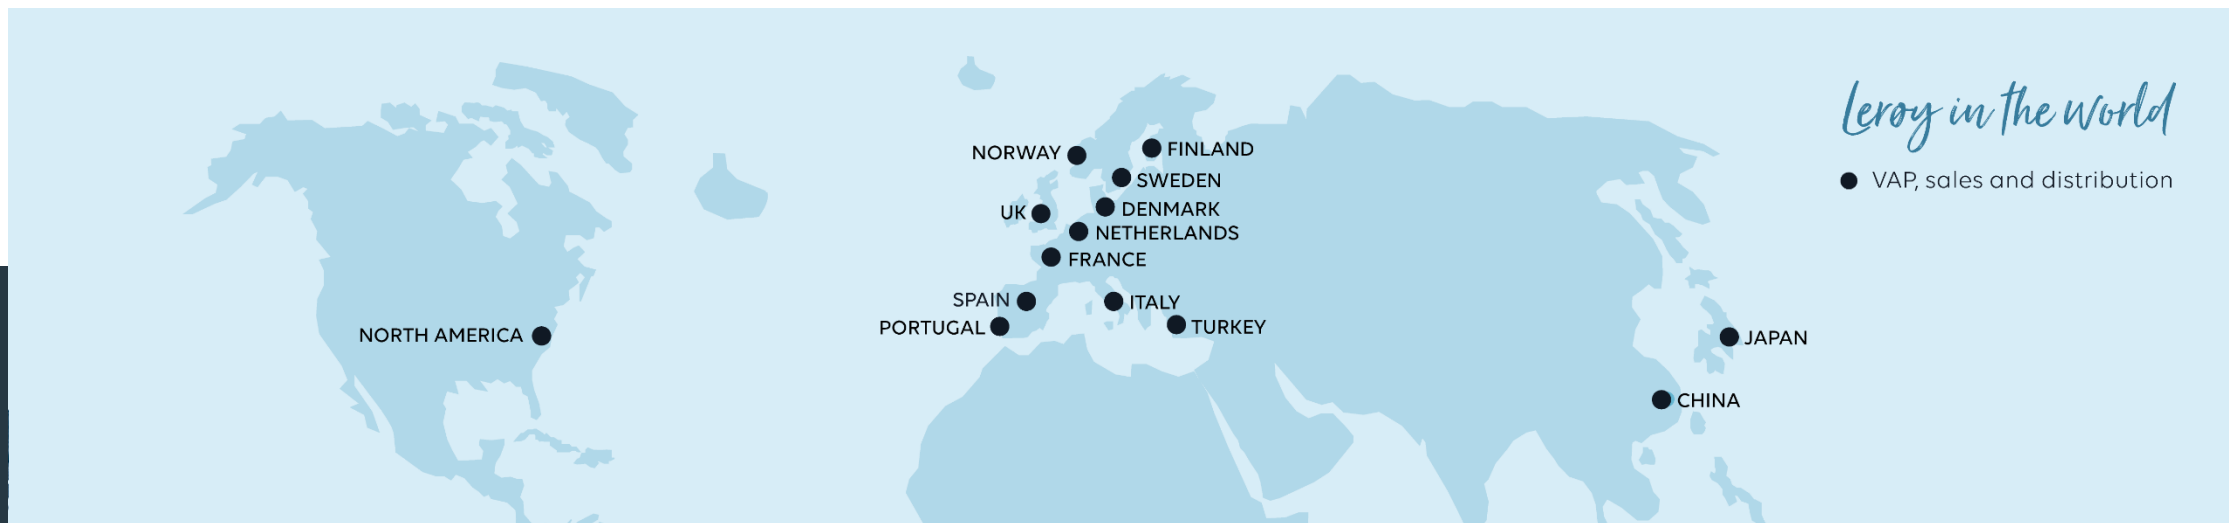 Lerøy in the world
VAP, sales and distribution
NORWAY
FINLAND
SWEDEN
UK
DENMARK
NETHERLANDS
FRANCE
SPAIN
ITALY
PORTUGAL
TURKEY
NORTH AMERICA
JAPAN
CHINA